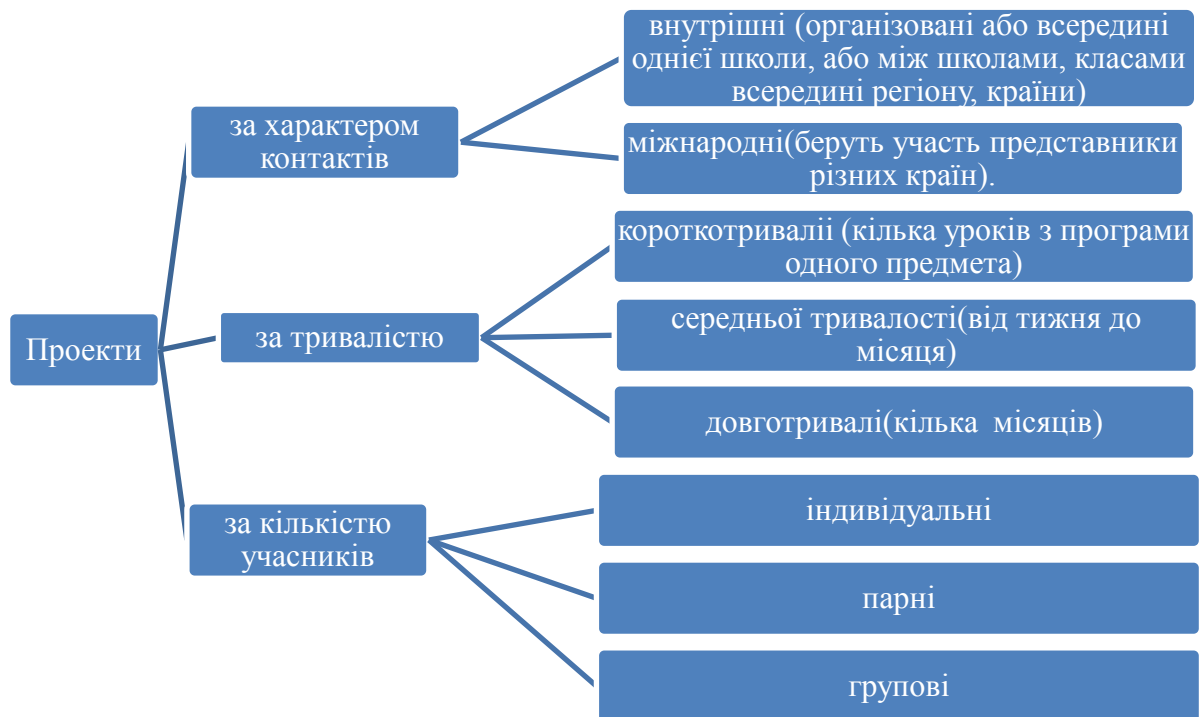 Проекти
за характером
контактів
внутрішні (організовані або всередині
однієї школи, або між школами, класами
всередині регіону, країни)
міжнародні(беруть участь представники
різних країн).
за тривалістю
короткотриваліі (кілька уроків з програми
одного предмета)
середньої тривалості(від тижня до
місяця)
довготривалі(кілька місяців)
за кількістю
учасників
індивідуальні
парні
групові